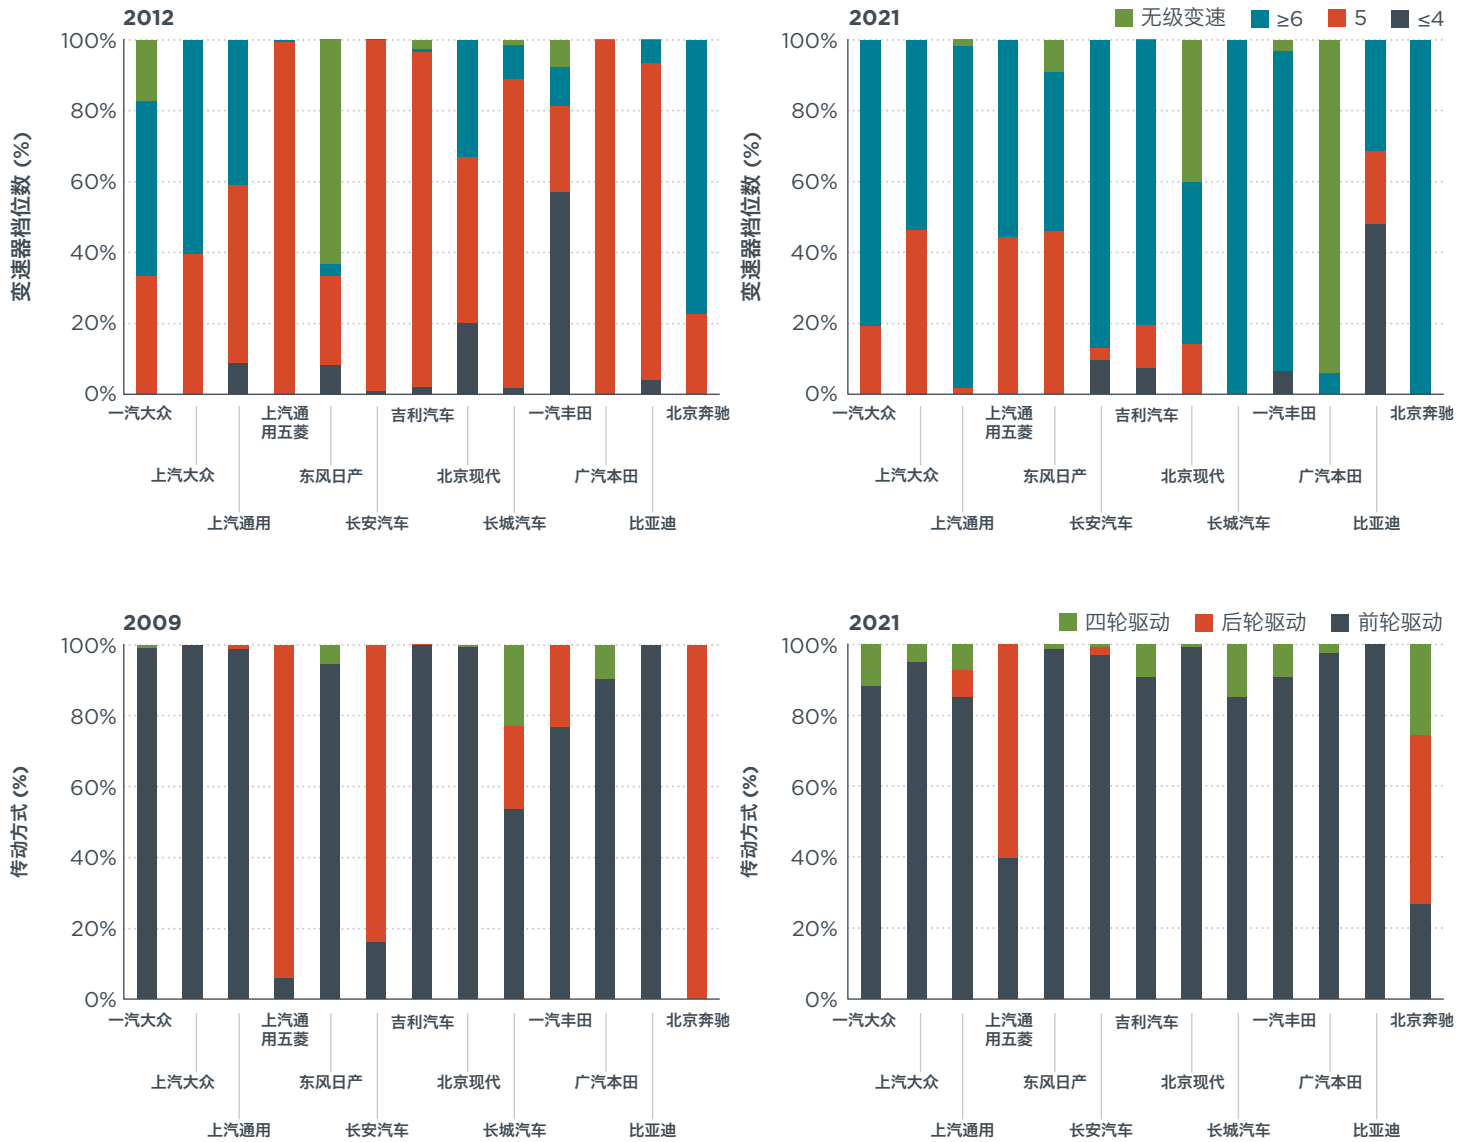 2012
变速器档位数 (%)
100%
80%
60%
40%
20%
0%
一汽大众
上汽大众
上汽通用
上汽通
用五菱
东风日产
长安汽车
吉利汽车
北京现代
长城汽车
一汽丰田
广汽本田
比亚迪
北京奔驰
2021
无级变速
≥6
5
≤4
变速器档位数 (%)
100%
80%
60%
40%
20%
0%
一汽大众
上汽大众
上汽通用
上汽通
用五菱
东风日产
长安汽车
吉利汽车
北京现代
长城汽车
一汽丰田
广汽本田
比亚迪
北京奔驰
2009
传动方式 (%)
100%
80%
60%
40%
20%
0%
一汽大众
上汽大众
上汽通用
上汽通
用五菱
东风日产
长安汽车
吉利汽车
北京现代
长城汽车
一汽丰田
广汽本田
比亚迪
北京奔驰
2021
四轮驱动
后轮驱动
前轮驱动
传动方式 (%)
100%
80%
60%
40%
20%
0%
一汽大众
上汽大众
上汽通用
上汽通
用五菱
东风日产
长安汽车
吉利汽车
北京现代
长城汽车
一汽丰田
广汽本田
比亚迪
北京奔驰